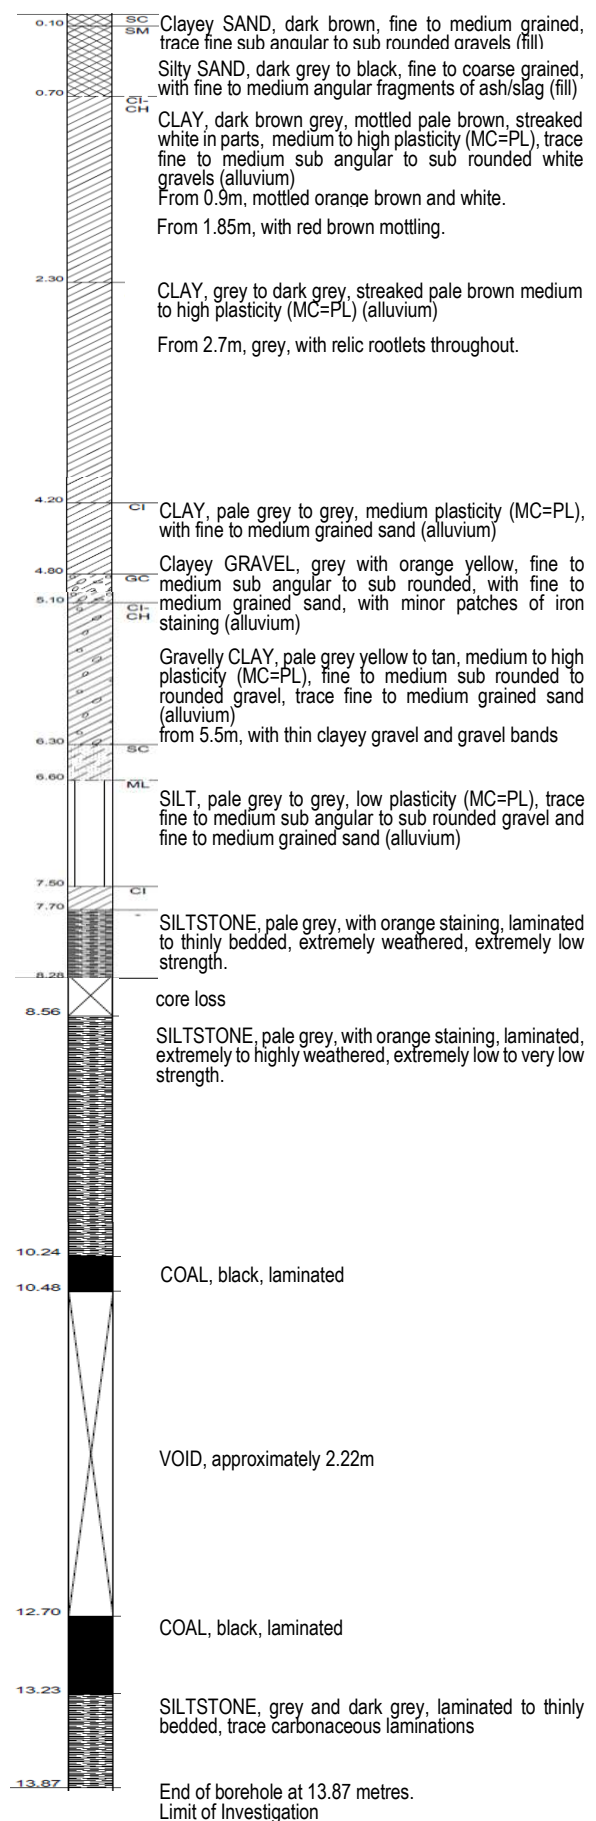 0.10
SC
SM
Clayey SAND, dark brown, fine to medium grained,
trace fine sub angular to sub rounded gravels (fill)
Silty SAND, dark grey to black, fine to coarse grained,
with fine to medium angular fragments of ash/slag (fill)
0.70
CI-
CH
CLAY, dark brown grey, mottled pale brown, streaked
white in parts, medium to high plasticity (MC=PL), trace
fine to medium sub angular to sub rounded white
gravels (alluvium)
From 0.9m, mottled orange brown and white.
From 1.85m, with red brown mottling.
2.30
CLAY, grey to dark grey, streaked pale brown medium
to high plasticity (MC=PL) (alluvium)
From 2.7m, grey, with relic rootlets throughout.
4.20
CI
CLAY, pale grey to grey, medium plasticity (MC=PL),
with fine to medium grained sand (alluvium)
4.80
GC
Clayey GRAVEL, grey with orange yellow, fine to
medium sub angular to sub rounded, with fine to
medium grained sand, with minor patches of iron
staining (alluvium)
5.10
CI-
CH
Gravelly CLAY, pale grey yellow to tan, medium to high
plasticity (MC=PL), fine to medium sub rounded to
rounded gravel, trace fine to medium grained sand
(alluvium)
from 5.5m, with thin clayey gravel and gravel bands
6.30
SC
6.60
ML
SILT, pale grey to grey, low plasticity (MC=PL), trace
fine to medium sub angular to sub rounded gravel and
fine to medium grained sand (alluvium)
7.50
CI
7.70
-
SILTSTONE, pale grey, with orange staining, laminated
to thinly bedded, extremely weathered, extremely low
strength.
8.28
core loss
8.56
SILTSTONE, pale grey, with orange staining, laminated,
extremely to highly weathered, extremely low to very low
strength.
10.24
COAL, black, laminated
10.48
VOID, approximately 2.22m
12.70
COAL, black, laminated
13.23
SILTSTONE, grey and dark grey, laminated to thinly
bedded, trace carbonaceous laminations
13.87
End of borehole at 13.87 metres.
Limit of Investigation